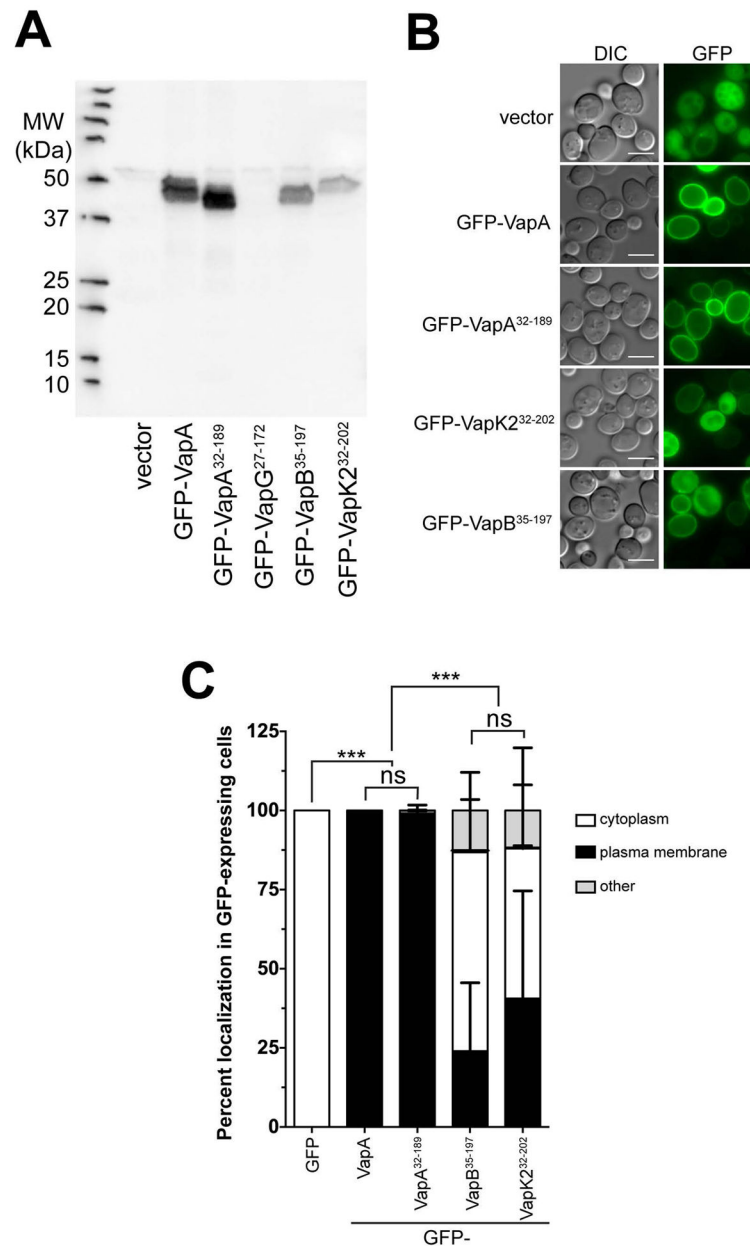 A
MW
(kDa)
50
37
25
20
15
10
vector
GFP-VapA
GFP-VapA32-189
GFP-VapG27-172
GFP-VapB35-197
GFP-VapK232-202
B
DIC GFP
vector
GFP-VapA
GFP-VapA32-189
GFP-VapK232-202
GFP-VapB35-197
C
Percent localization in GFP-expressing cells
125
100
75
50
25
0
***
ns
***
ns
cytoplasm
plasma membrane
other
GFP
VapA
VapA32-189
VapB35-197
VapK232-202
GFP-